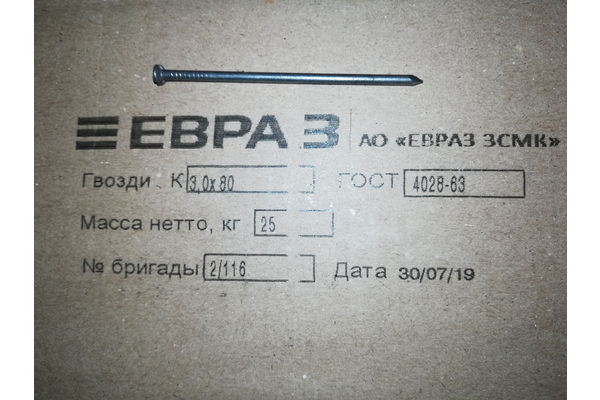 ЕВРАЗ АО «ЕВРАЗ ЗСМК»
Гвозди К 3,0х80 ГОСТ 4028-63
Масса нетто, кг 25
№ бригады 2/116 Дата 30/07/19